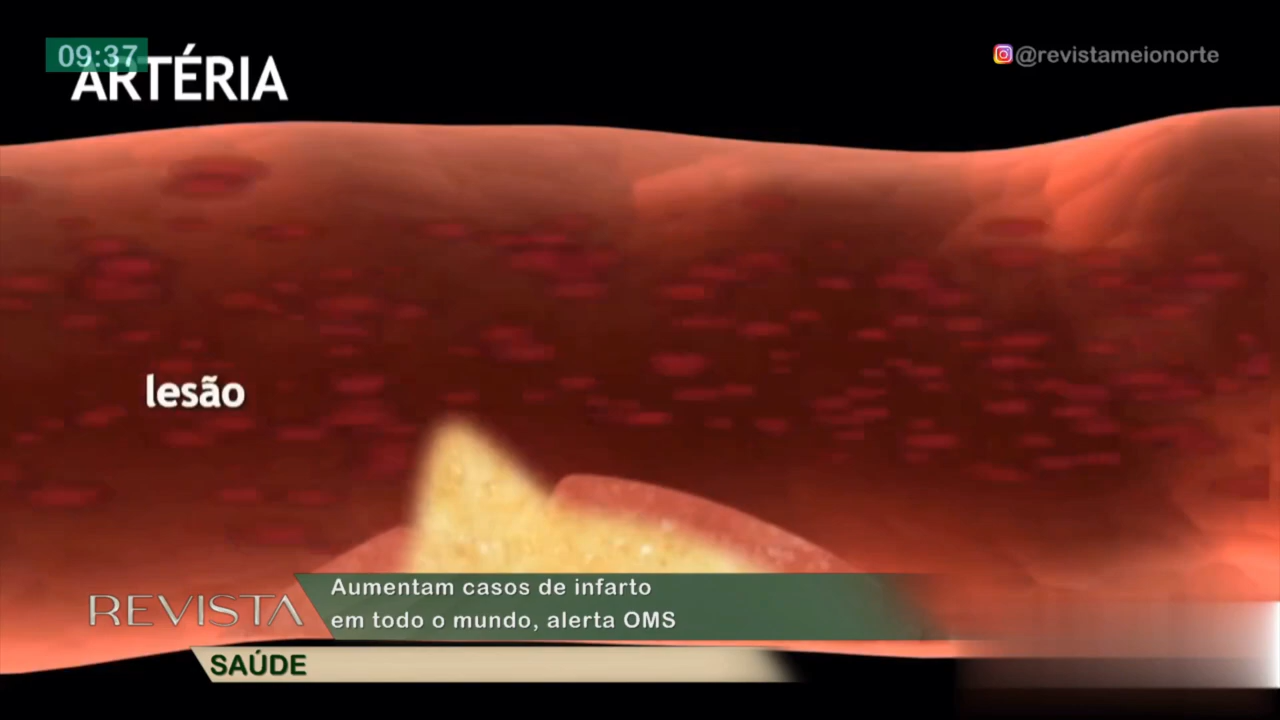 09:37
ARTÉRIA
@revistameionorte
lesão
REVISTA
Aumentam casos de infarto
em todo o mundo, alerta OMS
SAÚDE